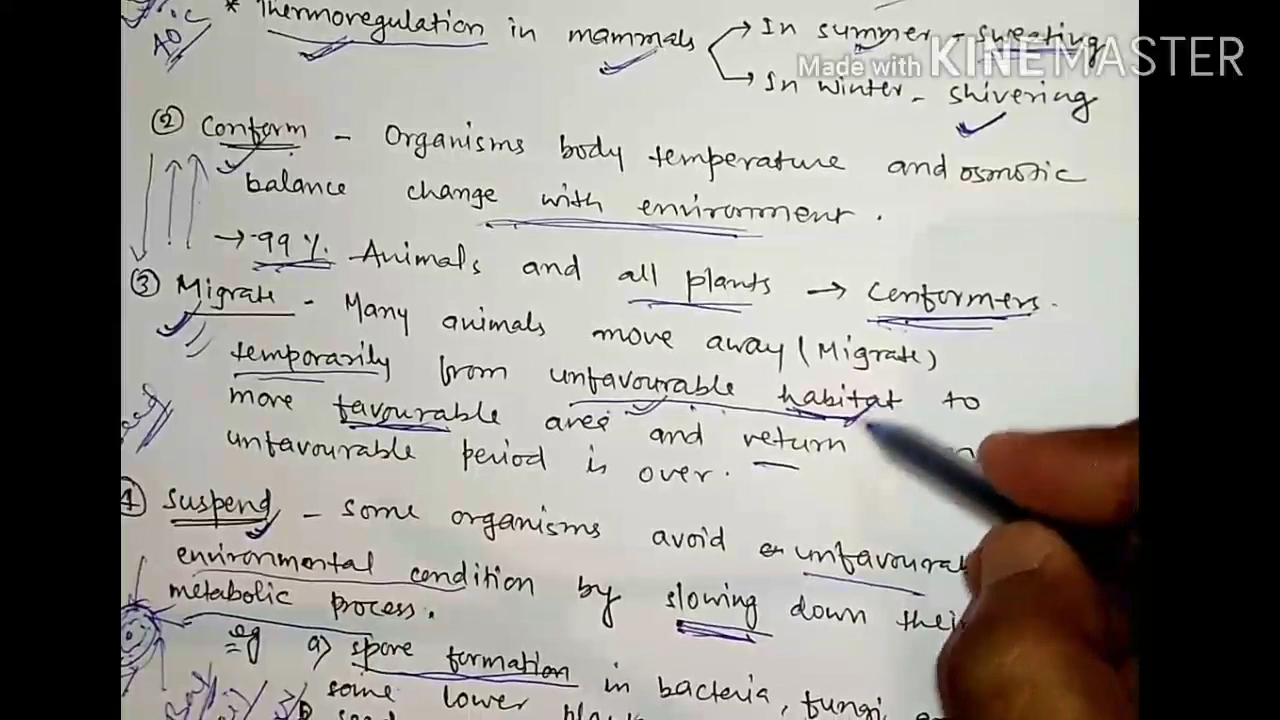 * Thermoregulation in mammals → In summer - sweating
→ In winter - shivering
Made with KINEMASTER
② Conform - Organisms body temperature and osmotic
balance change with environment.
→ 99% Animals and all plants → Conformers.
③ Migrate - Many animals move away (Migrate)
temporarily from unfavourable habitat to
more favourable area and return
unfavourable period is over.
④ Suspend - some organisms avoid unfavourabl
environmental condition by slowing down their
metabolic process.
eg a) spore formation in bacteria, fungi,
some lower